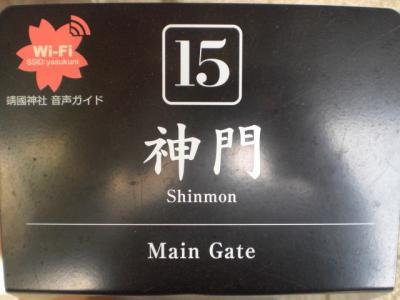 Wi-Fi
SSID:yasukuni
靖國神社 音声ガイド
15
神門
Shinmon
Main Gate